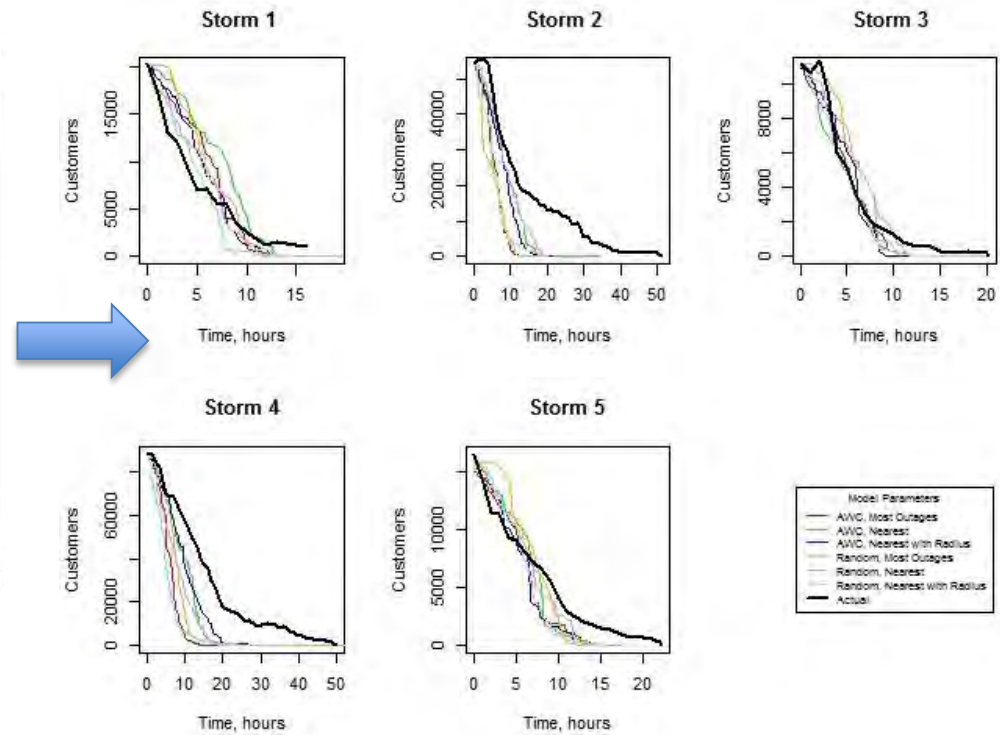 Storm 1
Storm 2
Storm 3
Customers
15000
5000
0
0 5 10 15
Time, hours
Customers
40000
20000
0
0 10 20 30 40 50
Time, hours
Customers
8000
4000
0
0 5 10 15 20
Time, hours
Storm 4
Storm 5
Customers
60000
20000
0
0 10 20 30 40 50
Time, hours
Customers
10000
5000
0
0 5 10 15 20
Time, hours
Model Parameters
AWC, Most Outages
AWC, Nearest
AWC, Nearest with Radius
Random, Most Outages
Random, Nearest
Random, Nearest with Radius
Actual